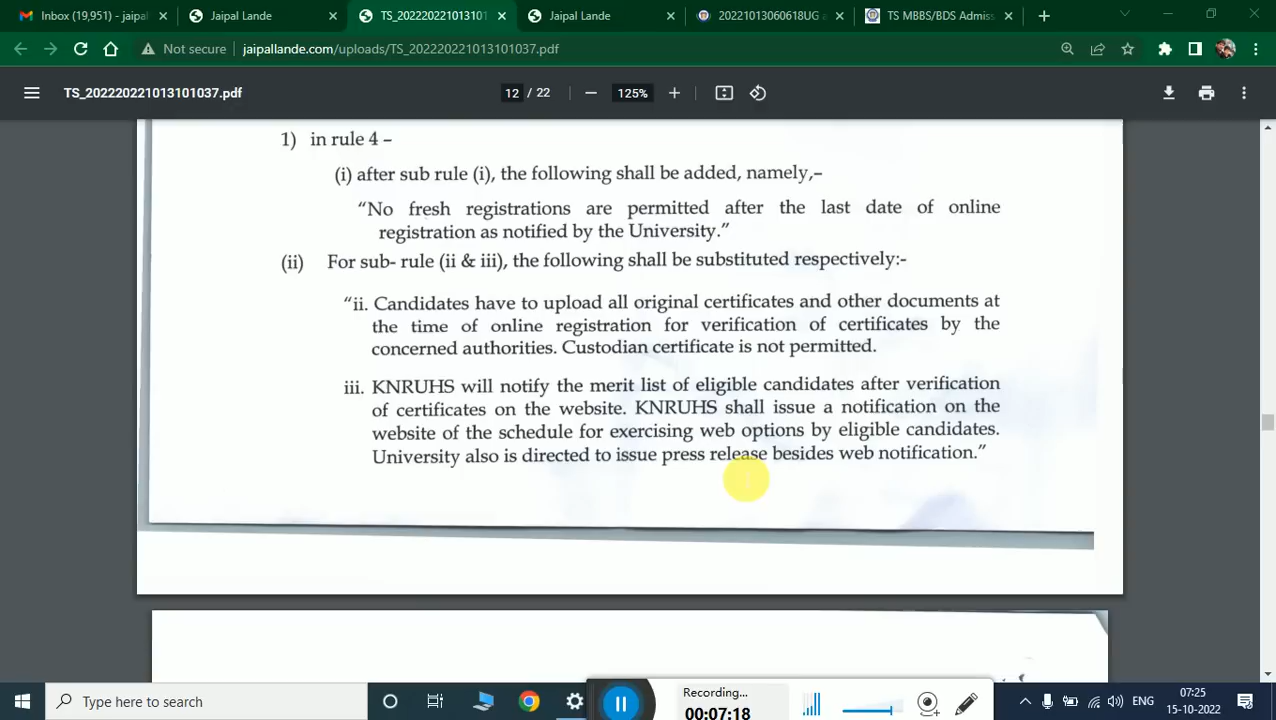 Inbox (19,951) - jaipal
Jaipal Lande
TS_2022022101310
Jaipal Lande
20221013060618UG a
TS MBBS/BDS Admiss
Not secure
jaipallande.com/uploads/TS_202220221013101037.pdf
TS_202220221013101037.pdf
12 / 22
125%
1) in rule 4 –
(i) after sub rule (i), the following shall be added, namely,–
“No fresh registrations are permitted after the last date of online
registration as notified by the University.”
(ii) For sub- rule (ii & iii), the following shall be substituted respectively:-
“ii. Candidates have to upload all original certificates and other documents at
the time of online registration for verification of certificates by the
concerned authorities. Custodian certificate is not permitted.
iii. KNRUHS will notify the merit list of eligible candidates after verification
of certificates on the website. KNRUHS shall issue a notification on the
website of the schedule for exercising web options by eligible candidates.
University also is directed to issue press release besides web notification.”
Type here to search
Recording...
00:07:18
ENG
07:25
15-10-2022